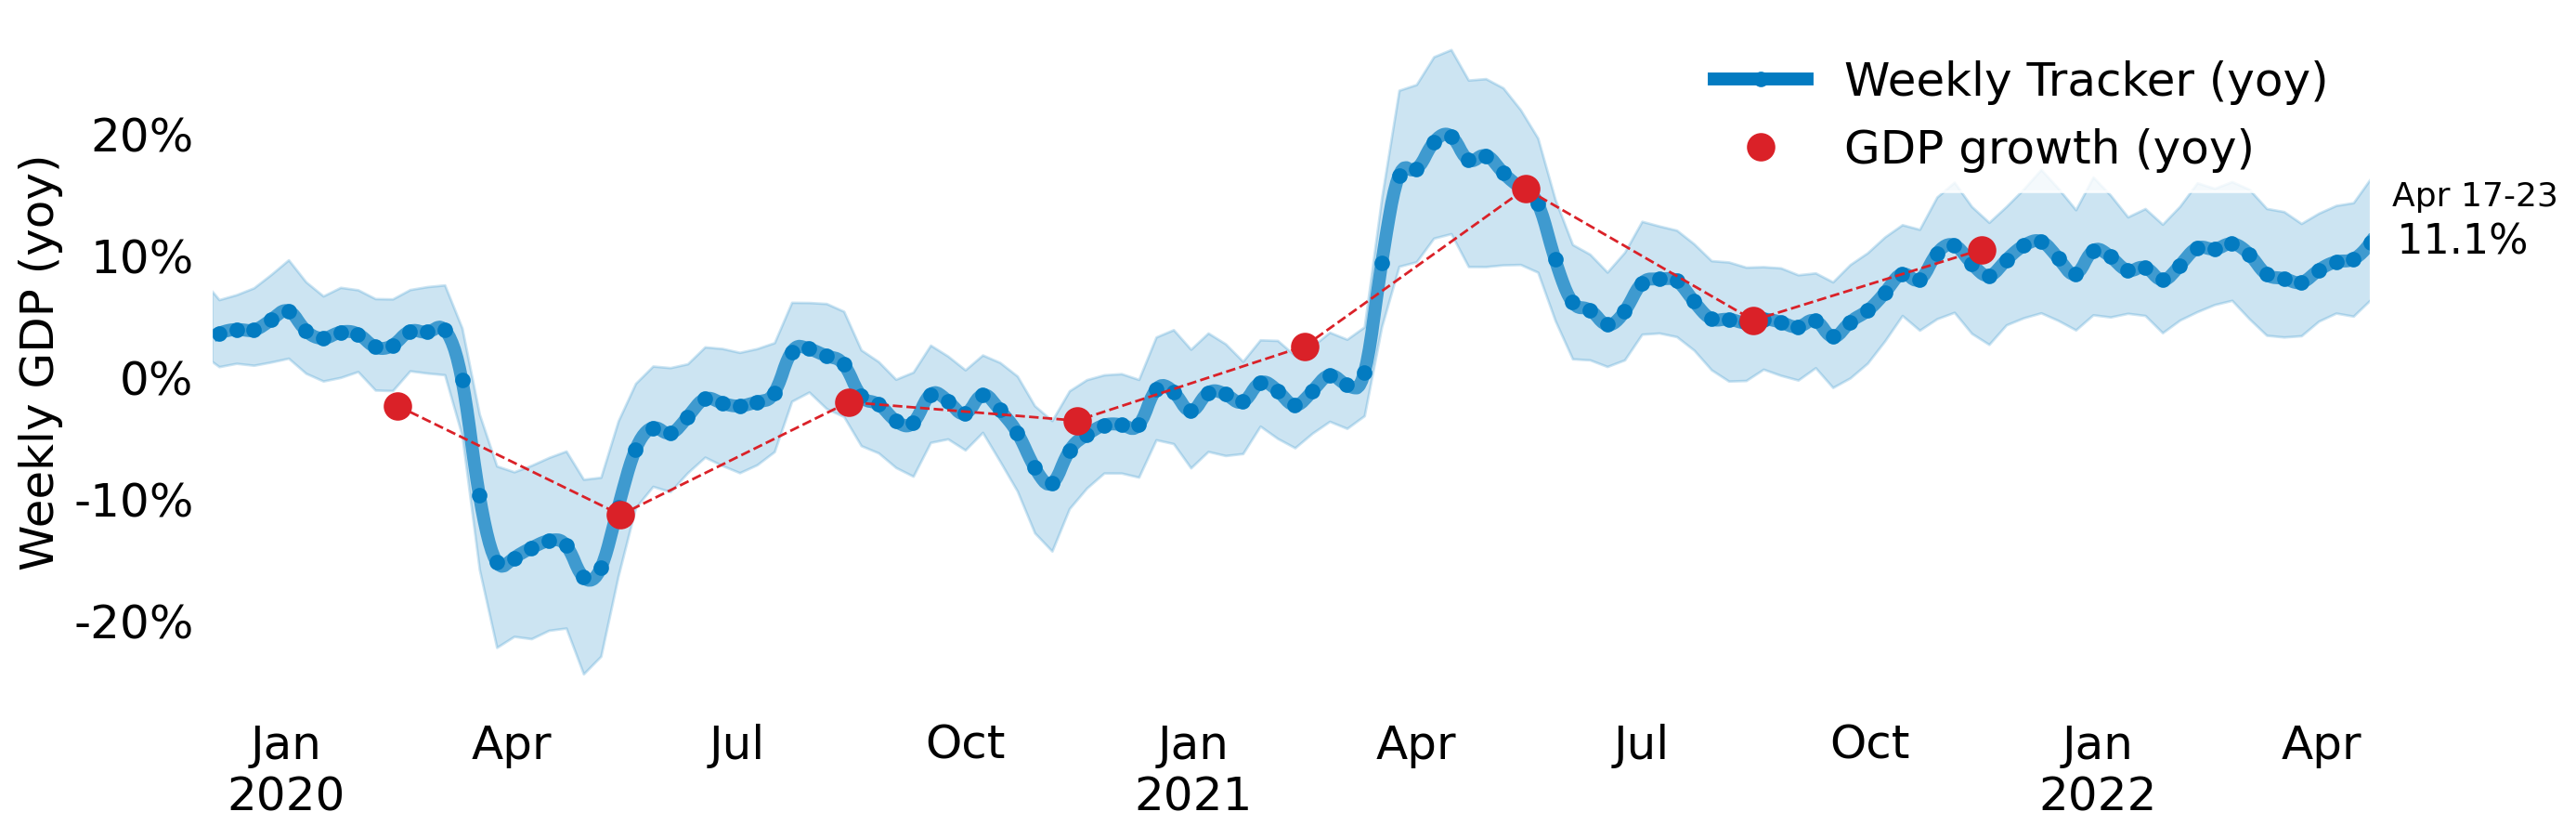 Weekly Tracker (yoy)
GDP growth (yoy)
Weekly GDP (yoy)
20%
10%
0%
-10%
-20%
Apr 17-23
11.1%
Jan Apr Jul Oct Jan Apr Jul Oct Jan Apr
2020 2021 2022